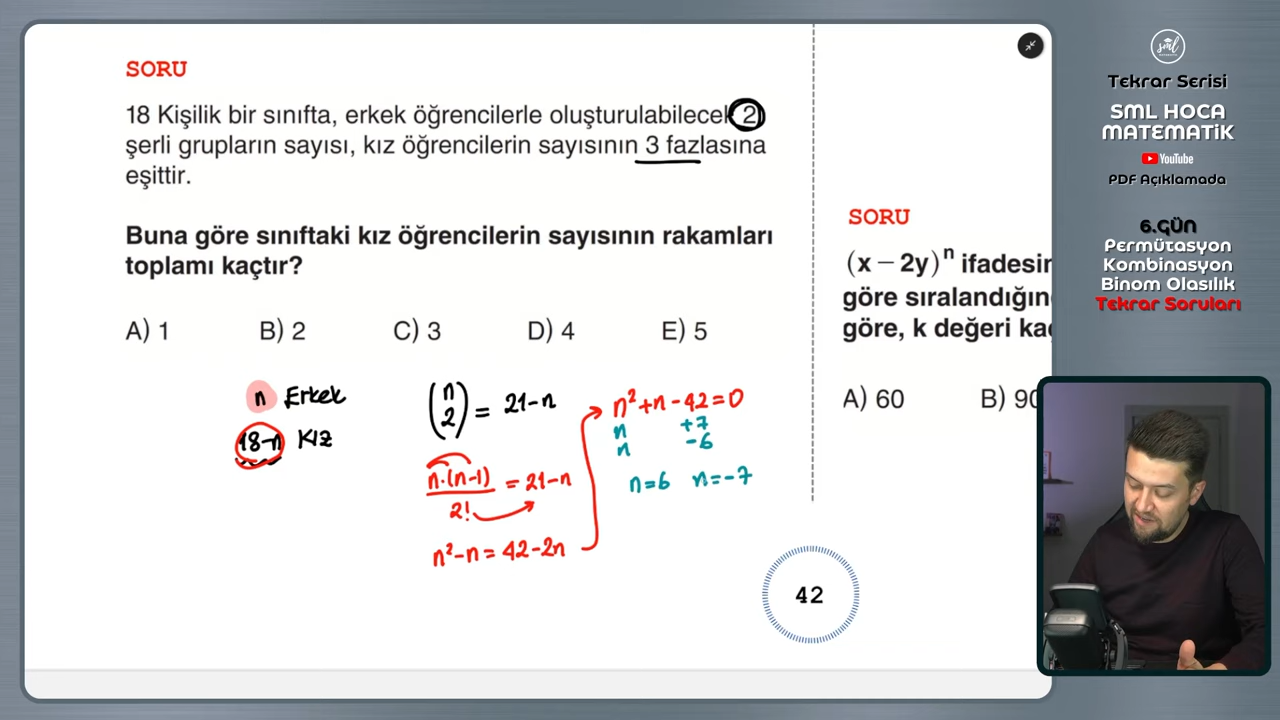 SORU
18 Kişilik bir sınıfta, erkek öğrencilerle oluşturulabilecek 2
şerli grupların sayısı, kız öğrencilerin sayısının 3 fazlasına
eşittir.
Buna göre sınıftaki kız öğrencilerin sayısının rakamları
toplamı kaçtır?
A) 1 B) 2 C) 3 D) 4 E) 5
n Erkek
18-n Kız
(n 2) = 21-n
n·(n-1) / 2! = 21-n
n²-n = 42-2n
n²+n-42=0
n +7
n -6
n=6 n=-7
42
SORU
(x – 2y)ⁿ ifadesin
göre sıralandığın
göre, k değeri kaç
A) 60 B) 90
sml
Tekrar Serisi
SML HOCA
MATEMATİK
YouTube
PDF Açıklamada
6.GÜN
Permütasyon
Kombinasyon
Binom Olasılık
Tekrar Soruları